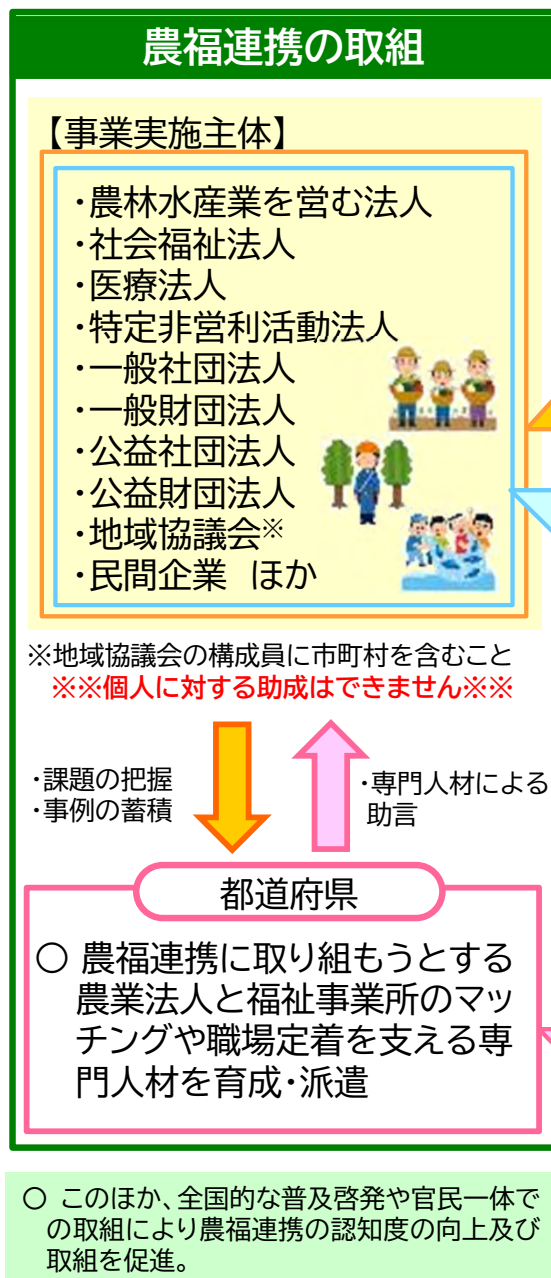 農福連携の取組
【事業実施主体】
・農林水産業を営む法人
・社会福祉法人
・医療法人
・特定非営利活動法人
・一般社団法人
・一般財団法人
・公益社団法人
・公益財団法人
・地域協議会※
・民間企業 ほか
※地域協議会の構成員に市町村を含むこと
※※個人に対する助成はできません※※
・課題の把握
・事例の蓄積
・専門人材による
助言
都道府県
○ 農福連携に取り組もうとする
農業法人と福祉事業所のマッ
チングや職場定着を支える専
門人材を育成・派遣
○ このほか、全国的な普及啓発や官民一体で
の取組により農福連携の認知度の向上及び
取組を促進。